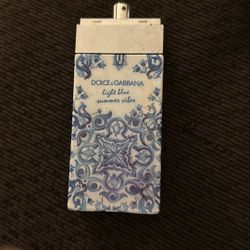 DOLCE & GABBANA
light blue
summer vibes